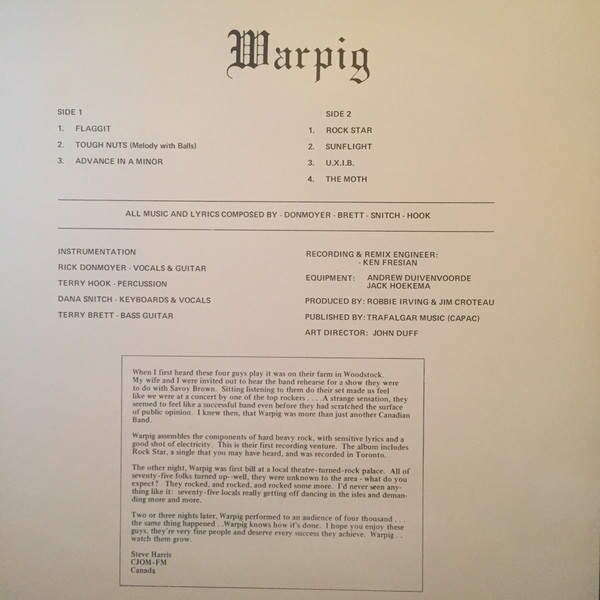 Warpig
SIDE 1
1. FLAGGIT
2. TOUGH NUTS (Melody with Balls)
3. ADVANCE IN A MINOR
SIDE 2
1. ROCK STAR
2. SUNFLIGHT
3. U.X.I.B.
4. THE MOTH
ALL MUSIC AND LYRICS COMPOSED BY - DONMOYER - BRETT - SNITCH - HOOK
INSTRUMENTATION
RICK DONMOYER - VOCALS & GUITAR
TERRY HOOK - PERCUSSION
DANA SNITCH - KEYBOARDS & VOCALS
TERRY BRETT - BASS GUITAR
RECORDING & REMIX ENGINEER:
- KEN FRESIAN
EQUIPMENT: ANDREW DUIVENVOORDE
JACK HOEKEMA
PRODUCED BY: ROBBIE IRVING & JIM CROTEAU
PUBLISHED BY: TRAFALGAR MUSIC (CAPAC)
ART DIRECTOR: JOHN DUFF
When I first heard these four guys play it was on their farm in Woodstock.
My wife and I were invited out to hear the band rehearse for a show they were
to do with Savoy Brown. Sitting listening to them do their set made us feel
like we were at a concert by one of the top rockers . . . . A strange sensation, they
seemed to feel like a successful band even before they had scratched the surface
of public opinion. I knew then, that Warpig was more than just another Canadian
Band.
Warpig assembles the components of hard heavy rock, with sensitive lyrics and a
good shot of electricity. This is their first recording venture. The album includes
Rock Star, a single that you may have heard, and was recorded in Toronto.
The other night, Warpig was first bill at a local theatre-turned-rock palace. All of
seventy-five folks turned up--well, they were unknown to the area - what do you
expect? They rocked, and rocked, and rocked some more. I'd never seen any-
thing like it: seventy-five locals really getting off dancing in the isles and deman-
ding more and more.
Two or three nights later, Warpig performed to an audience of four thousand . . .
the same thing happened . . Warpig knows how it's done. I hope you enjoy these
guys, they're very fine people and deserve every success they achieve. Warpig . .
watch them grow.
Steve Harris
CJOM-FM
Canada